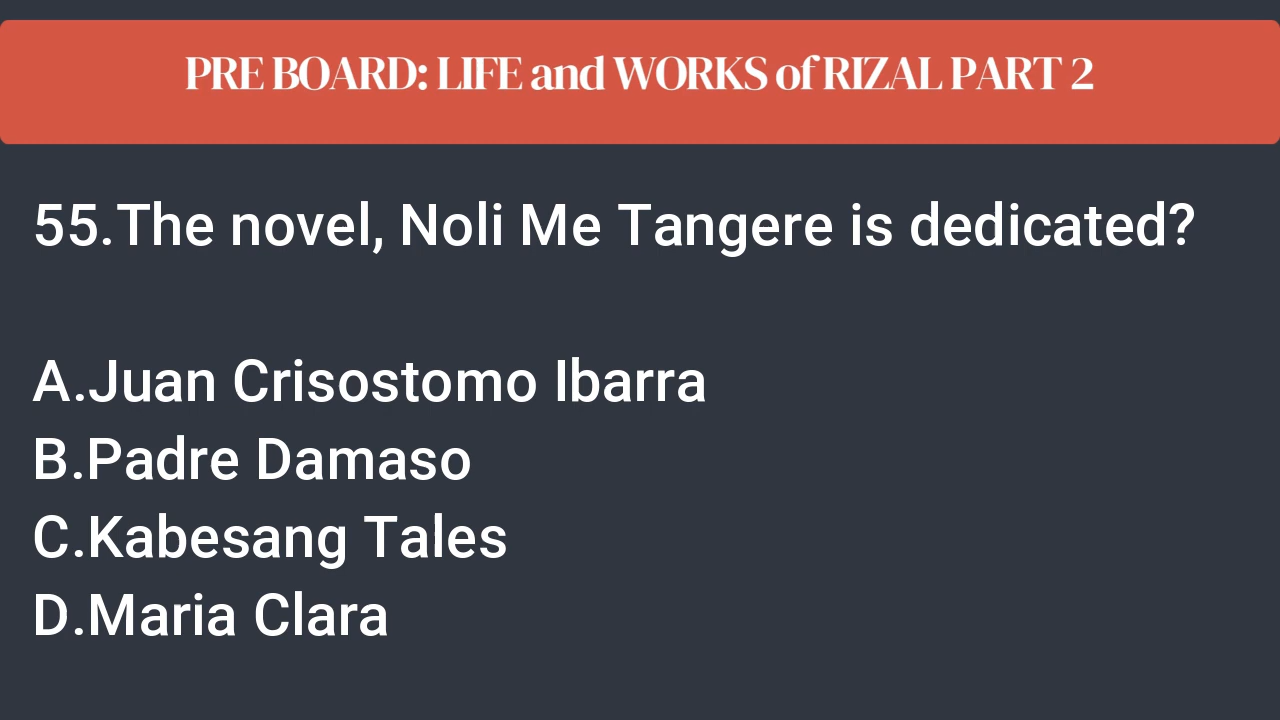 PRE BOARD: LIFE and WORKS of RIZAL PART 2
55.The novel, Noli Me Tangere is dedicated?
A.Juan Crisostomo Ibarra
B.Padre Damaso
C.Kabesang Tales
D.Maria Clara